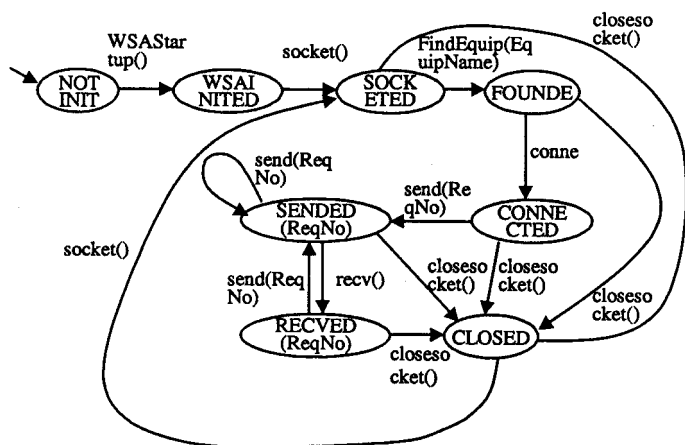 WSAStar
tup()
NOT
INIT
WSAI
NITED
socket()
SOCK
ETED
FindEquip(Eq
uipName)
FOUNDE
closeso
cket()
conne
send(Req
No)
SENDED
(ReqNo)
send(Re
qNo)
CONNE
CTED
socket()
send(Req
No)
recv()
closeso
cket()
closeso
cket()
closeso
cket()
RECVED
(ReqNo)
closeso
cket()
CLOSED